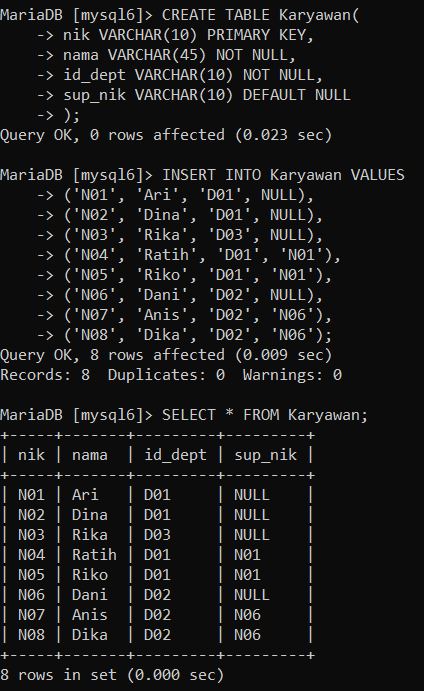 MariaDB [mysql6]> CREATE TABLE Karyawan(
    -> nik VARCHAR(10) PRIMARY KEY,
    -> nama VARCHAR(45) NOT NULL,
    -> id_dept VARCHAR(10) NOT NULL,
    -> sup_nik VARCHAR(10) DEFAULT NULL
    -> );
Query OK, 0 rows affected (0.023 sec)

MariaDB [mysql6]> INSERT INTO Karyawan VALUES
    -> ('N01', 'Ari', 'D01', NULL),
    -> ('N02', 'Dina', 'D01', NULL),
    -> ('N03', 'Rika', 'D03', NULL),
    -> ('N04', 'Ratih', 'D01', 'N01'),
    -> ('N05', 'Riko', 'D01', 'N01'),
    -> ('N06', 'Dani', 'D02', NULL),
    -> ('N07', 'Anis', 'D02', 'N06'),
    -> ('N08', 'Dika', 'D02', 'N06');
Query OK, 8 rows affected (0.009 sec)
Records: 8  Duplicates: 0  Warnings: 0

MariaDB [mysql6]> SELECT * FROM Karyawan;
+-----+-------+---------+---------+
| nik | nama  | id_dept | sup_nik |
+-----+-------+---------+---------+
| N01 | Ari   | D01     | NULL    |
| N02 | Dina  | D01     | NULL    |
| N03 | Rika  | D03     | NULL    |
| N04 | Ratih | D01     | N01     |
| N05 | Riko  | D01     | N01     |
| N06 | Dani  | D02     | NULL    |
| N07 | Anis  | D02     | N06     |
| N08 | Dika  | D02     | N06     |
+-----+-------+---------+---------+
8 rows in set (0.000 sec)